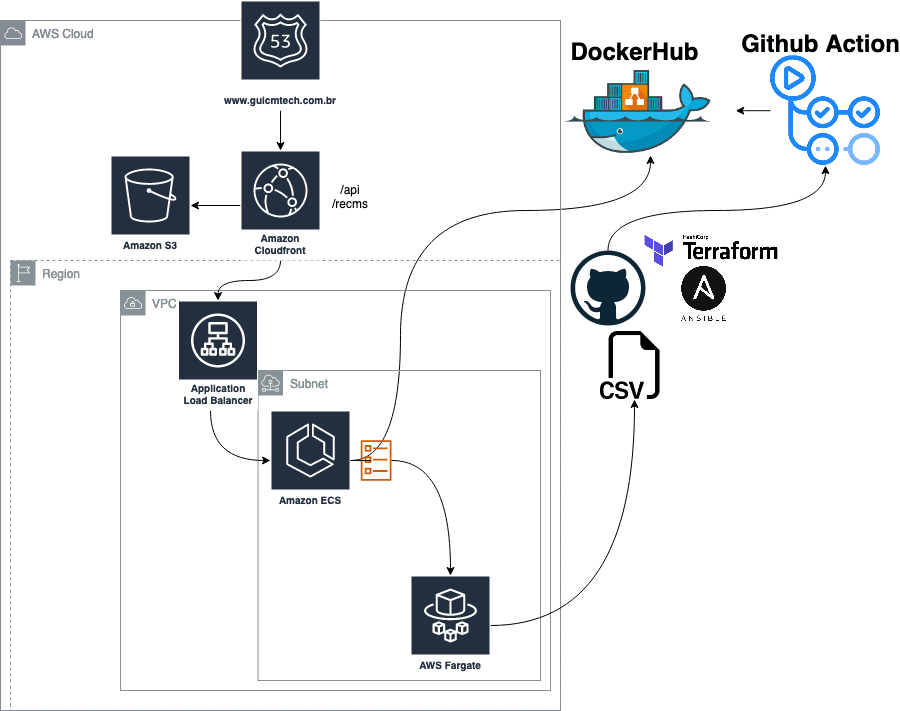 AWS Cloud
53
www.guicmtech.com.br
DockerHub
Github Action
/api
/recms
Amazon S3
Amazon
Cloudfront
Region
HashiCorp
Terraform
ANSIBLE
VPC
Application
Load Balancer
Subnet
CSV
Amazon ECS
AWS Fargate